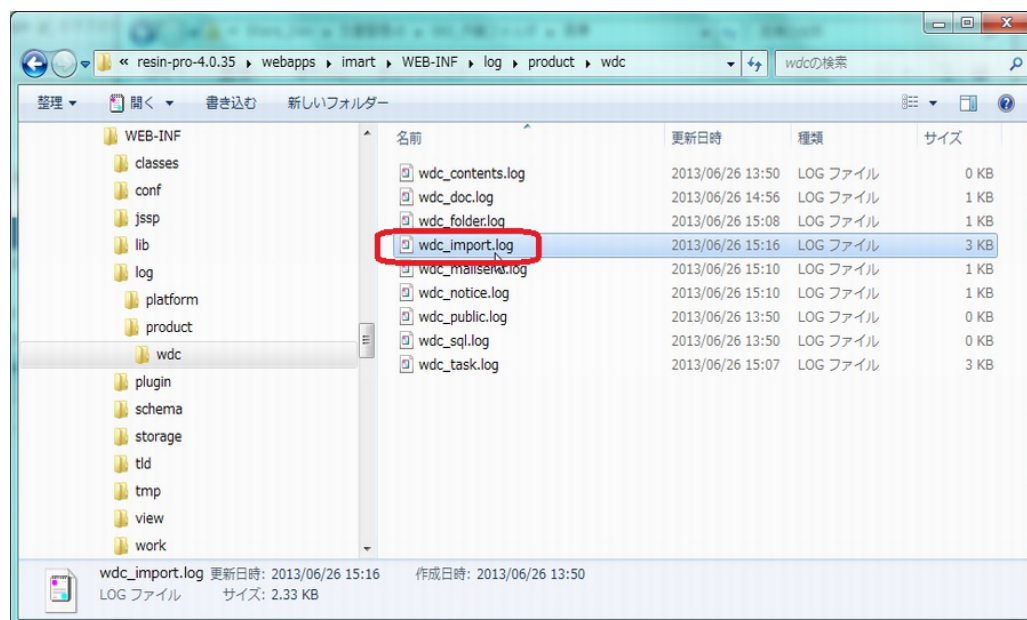 « resin-pro-4.0.35 ▸ webapps ▸ imart ▸ WEB-INF ▸ log ▸ product ▸ wdc
wdcの検索
整理 開く 書き込む 新しいフォルダー
WEB-INF
classes
conf
jssp
lib
log
platform
product
wdc
plugin
schema
storage
tld
tmp
view
work
名前 更新日時 種類 サイズ
wdc_contents.log 2013/06/26 13:50 LOG ファイル 0 KB
wdc_doc.log 2013/06/26 14:56 LOG ファイル 1 KB
wdc_folder.log 2013/06/26 15:08 LOG ファイル 1 KB
wdc_import.log 2013/06/26 15:16 LOG ファイル 3 KB
wdc_mailsend.log 2013/06/26 15:10 LOG ファイル 1 KB
wdc_notice.log 2013/06/26 15:10 LOG ファイル 1 KB
wdc_public.log 2013/06/26 13:50 LOG ファイル 0 KB
wdc_sql.log 2013/06/26 13:50 LOG ファイル 0 KB
wdc_task.log 2013/06/26 15:07 LOG ファイル 3 KB
wdc_import.log 更新日時: 2013/06/26 15:16 作成日時: 2013/06/26 13:50
LOG ファイル サイズ: 2.33 KB